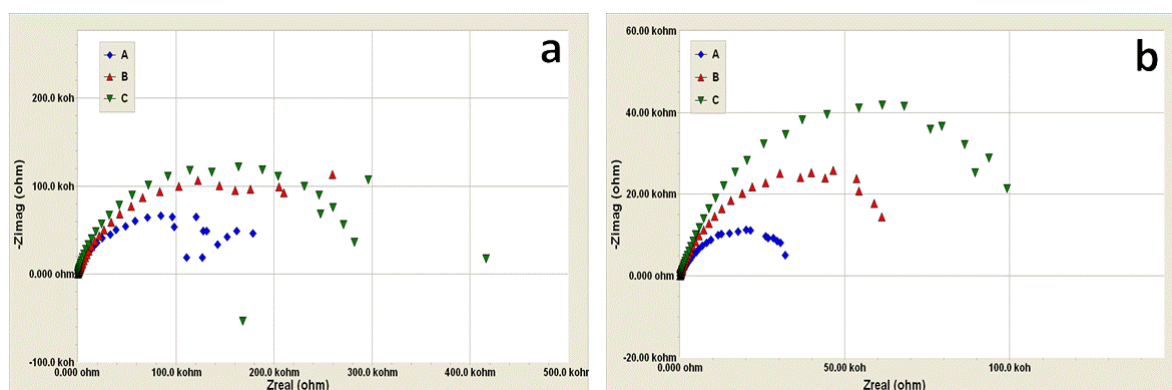 a
A
B
C
200.0 koh
100.0 koh
0.000 ohm
-100.0 koh
-Zimag (ohm)
0.000 ohm
100.0 kohm
200.0 kohm
300.0 kohm
400.0 kohm
500.0 kohm
Zreal (ohm)
b
A
B
C
60.00 kohm
40.00 kohm
20.00 kohm
0.000 ohm
-20.00 kohm
-Zimag (ohm)
0.000 ohm
50.00 koh
100.0 koh
Zreal (ohm)